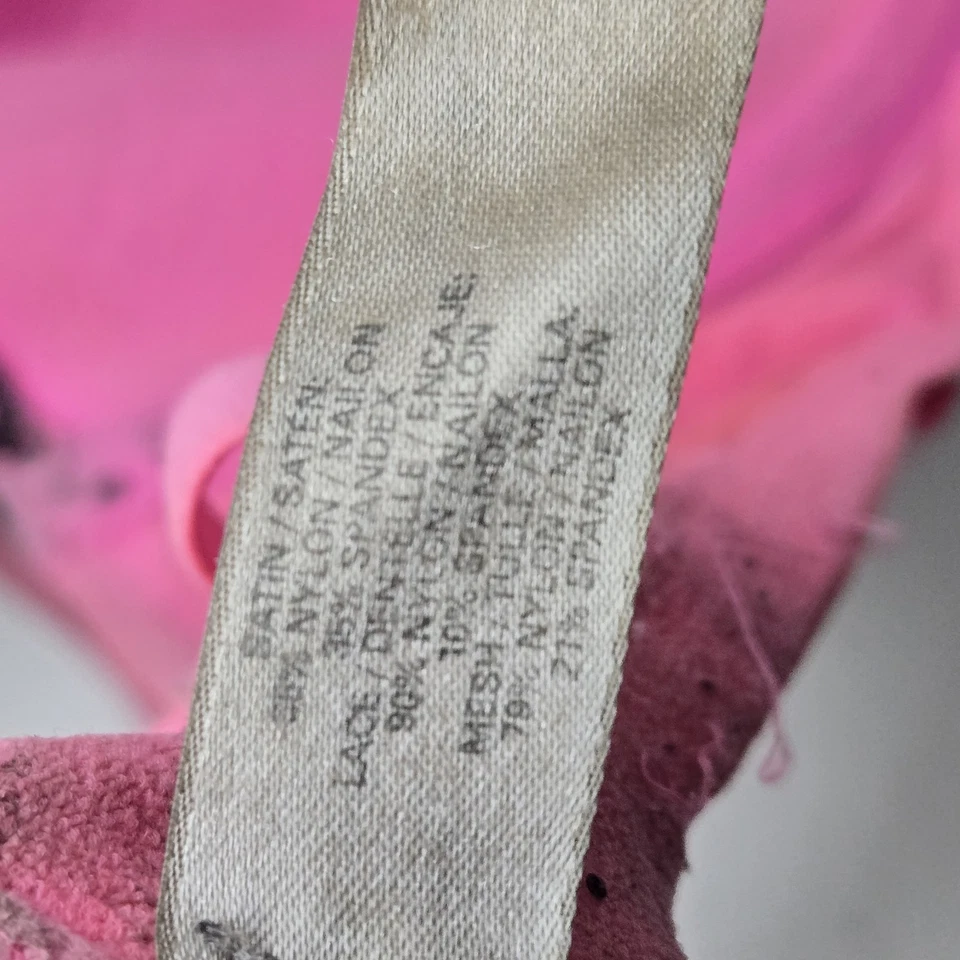 SATIN / SATEN:
NYLON / NAILON
15% SPANDEX
LACE / DENTELLE / ENCAJE:
90% NYLON / NAILON
10% SPANDEX
MESH / TULLE / MALLA:
79% NYLON / NAILON
21% SPANDEX